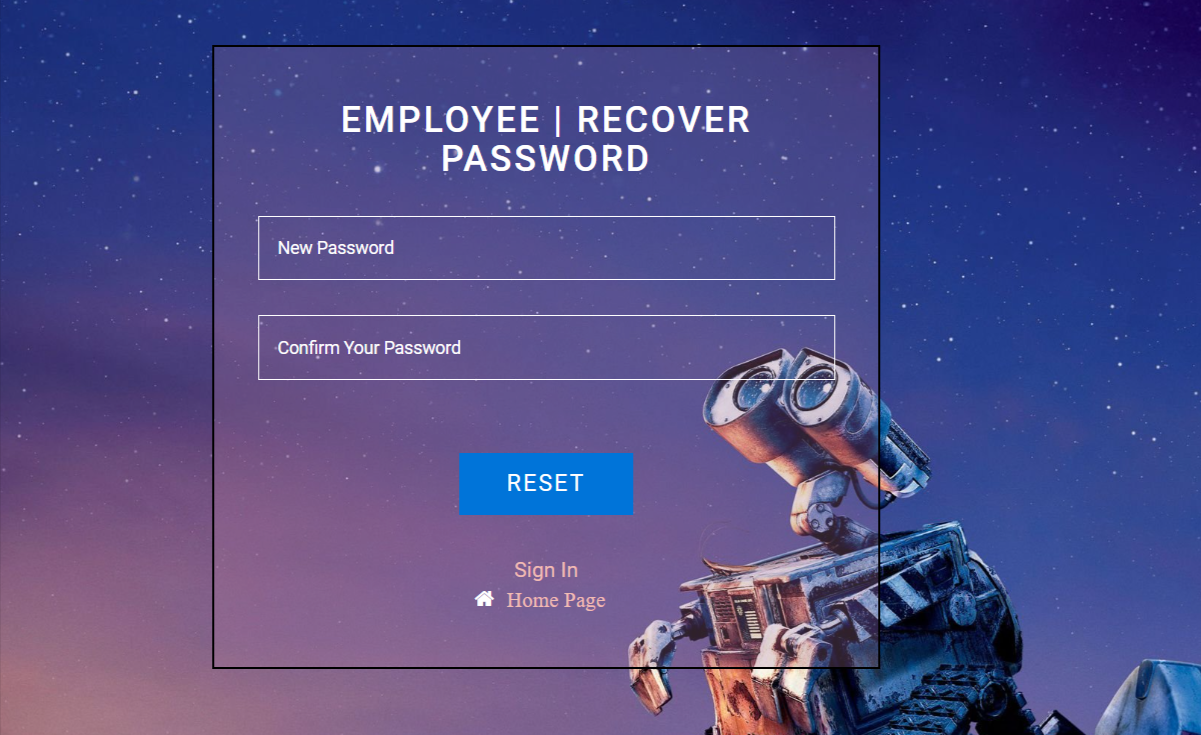 EMPLOYEE | RECOVER
PASSWORD
New Password
Confirm Your Password
RESET
Sign In
Home Page